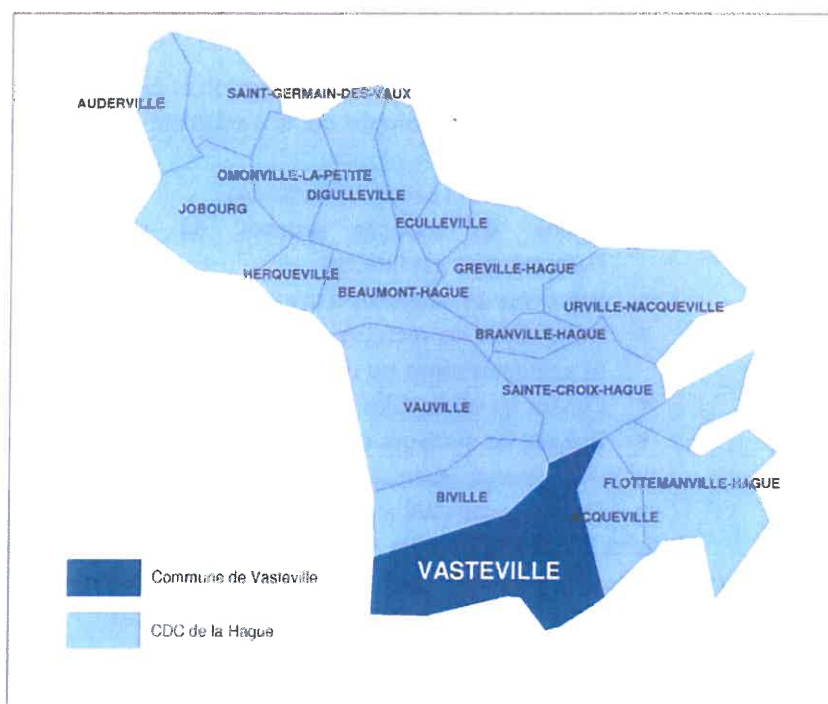 AUDERVILLE
SAINT-GERMAIN-DES-VAUX
OMONVILLE-LA-PETITE
DIGULLEVILLE
JOBOURG
ECULLEVILLE
HERQUEVILLE
GREVILLE-HAGUE
BEAUMONT-HAGUE
URVILLE-NACQUEVILLE
BRANVILLE-HAGUE
SAINTE-CROIX-HAGUE
VAUVILLE
BIVILLE
FLOTTEMANVILLE-HAGUE
ACQUEVILLE
VASTEVILLE
Commune de Vasteville
CDC de la Hague